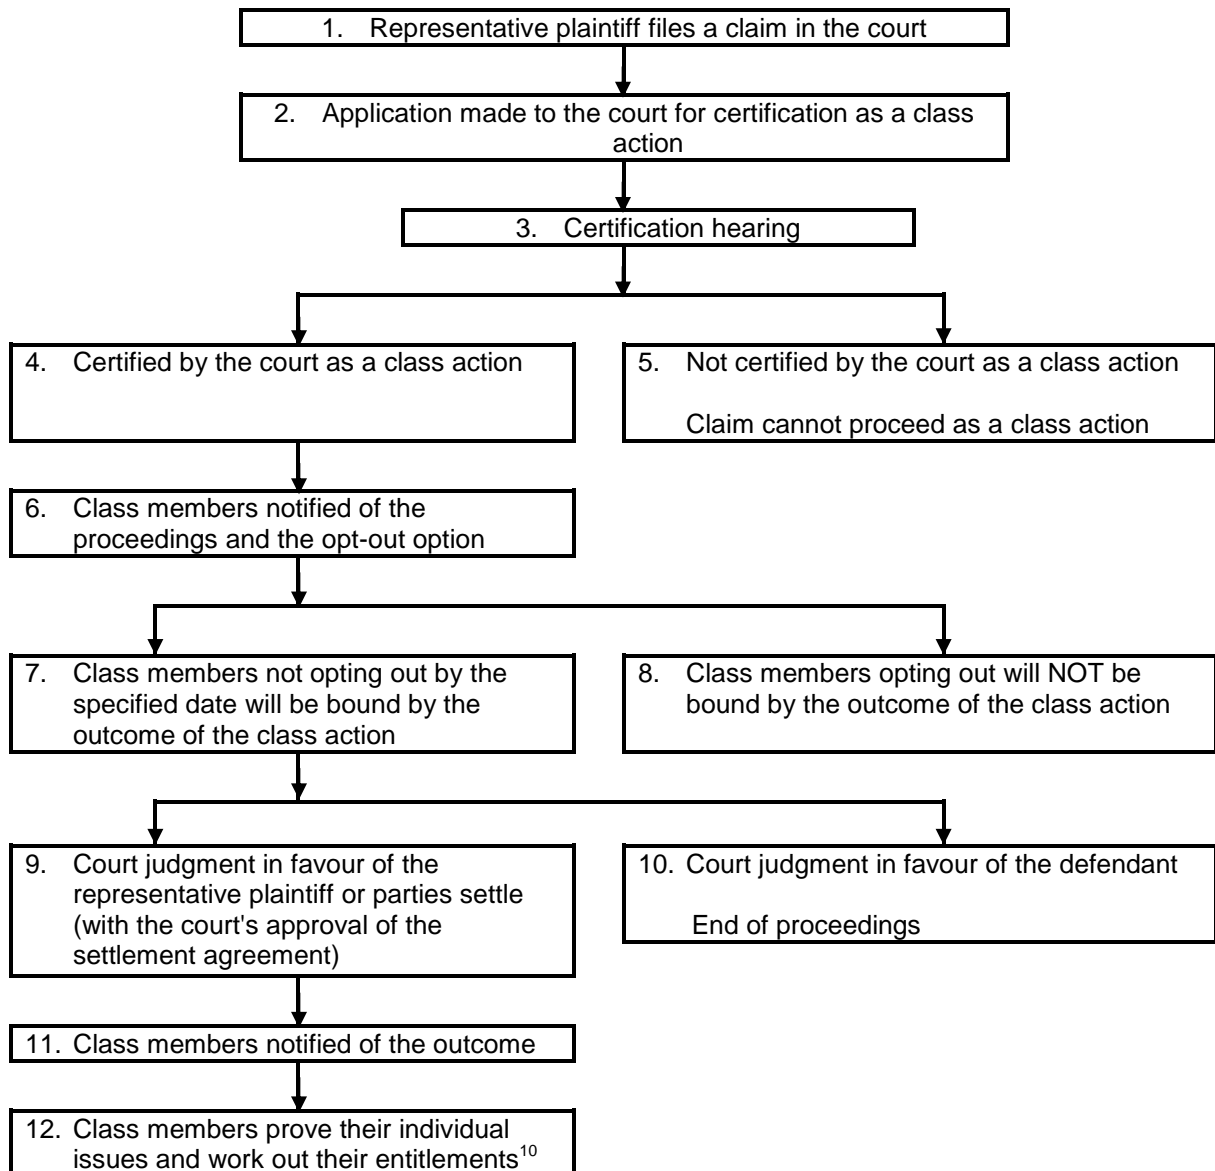 1. Representative plaintiff files a claim in the court
2. Application made to the court for certification as a class
action
3. Certification hearing
4. Certified by the court as a class action
5. Not certified by the court as a class action
Claim cannot proceed as a class action
6. Class members notified of the
proceedings and the opt-out option
7. Class members not opting out by the
specified date will be bound by the
outcome of the class action
8. Class members opting out will NOT be
bound by the outcome of the class action
9. Court judgment in favour of the
representative plaintiff or parties settle
(with the court's approval of the
settlement agreement)
10. Court judgment in favour of the defendant
End of proceedings
11. Class members notified of the outcome
12. Class members prove their individual
issues and work out their entitlements10